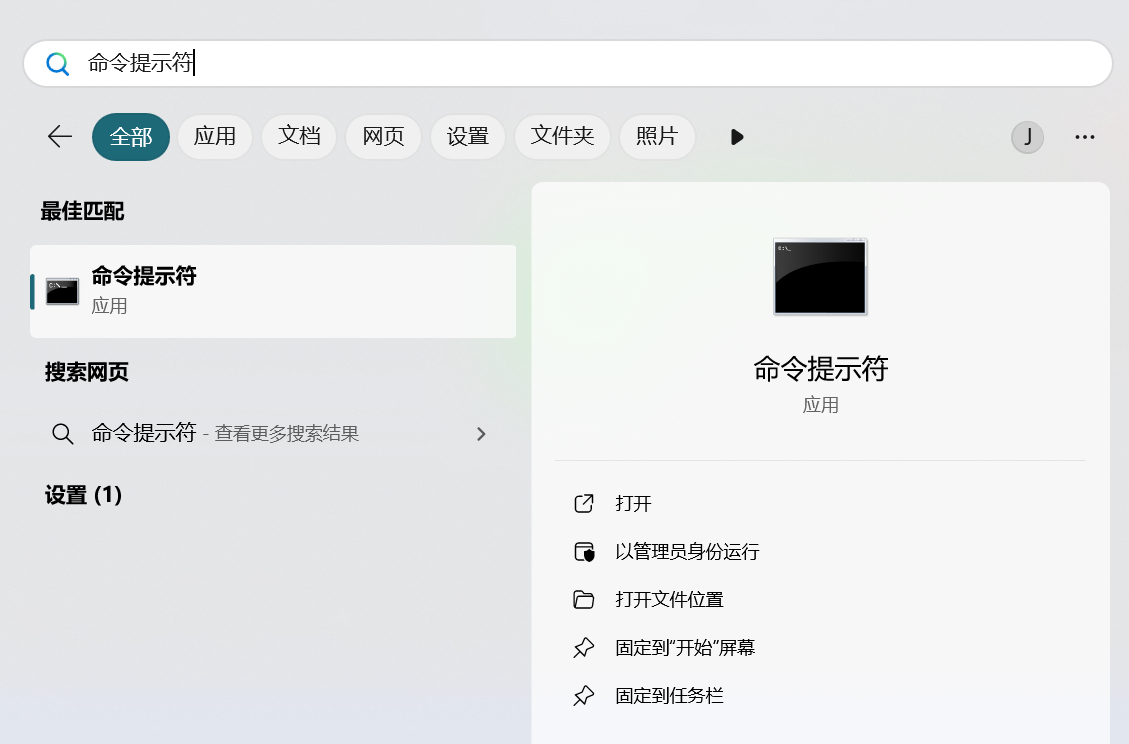 命令提示符
全部 应用 文档 网页 设置 文件夹 照片 J
最佳匹配
命令提示符
应用
搜索网页
命令提示符 - 查看更多搜索结果
设置 (1)
C:\_
命令提示符
应用
打开
以管理员身份运行
打开文件位置
固定到“开始”屏幕
固定到任务栏